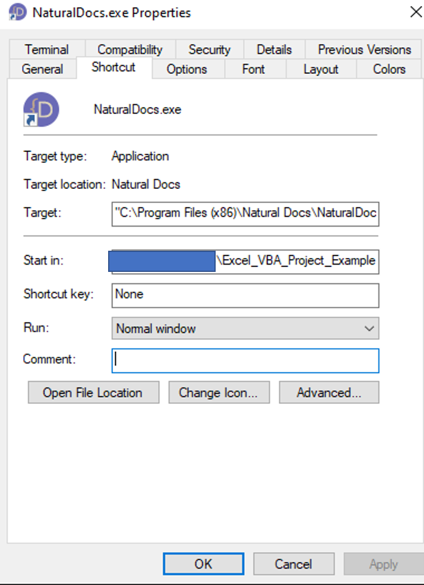 NaturalDocs.exe Properties
Terminal Compatibility Security Details Previous Versions
General Shortcut Options Font Layout Colors
NaturalDocs.exe
Target type: Application
Target location: Natural Docs
Target: "C:\Program Files (x86)\Natural Docs\NaturalDoc
Start in: \Excel_VBA_Project_Example
Shortcut key: None
Run: Normal window
Comment:
Open File Location Change Icon... Advanced...
OK Cancel Apply